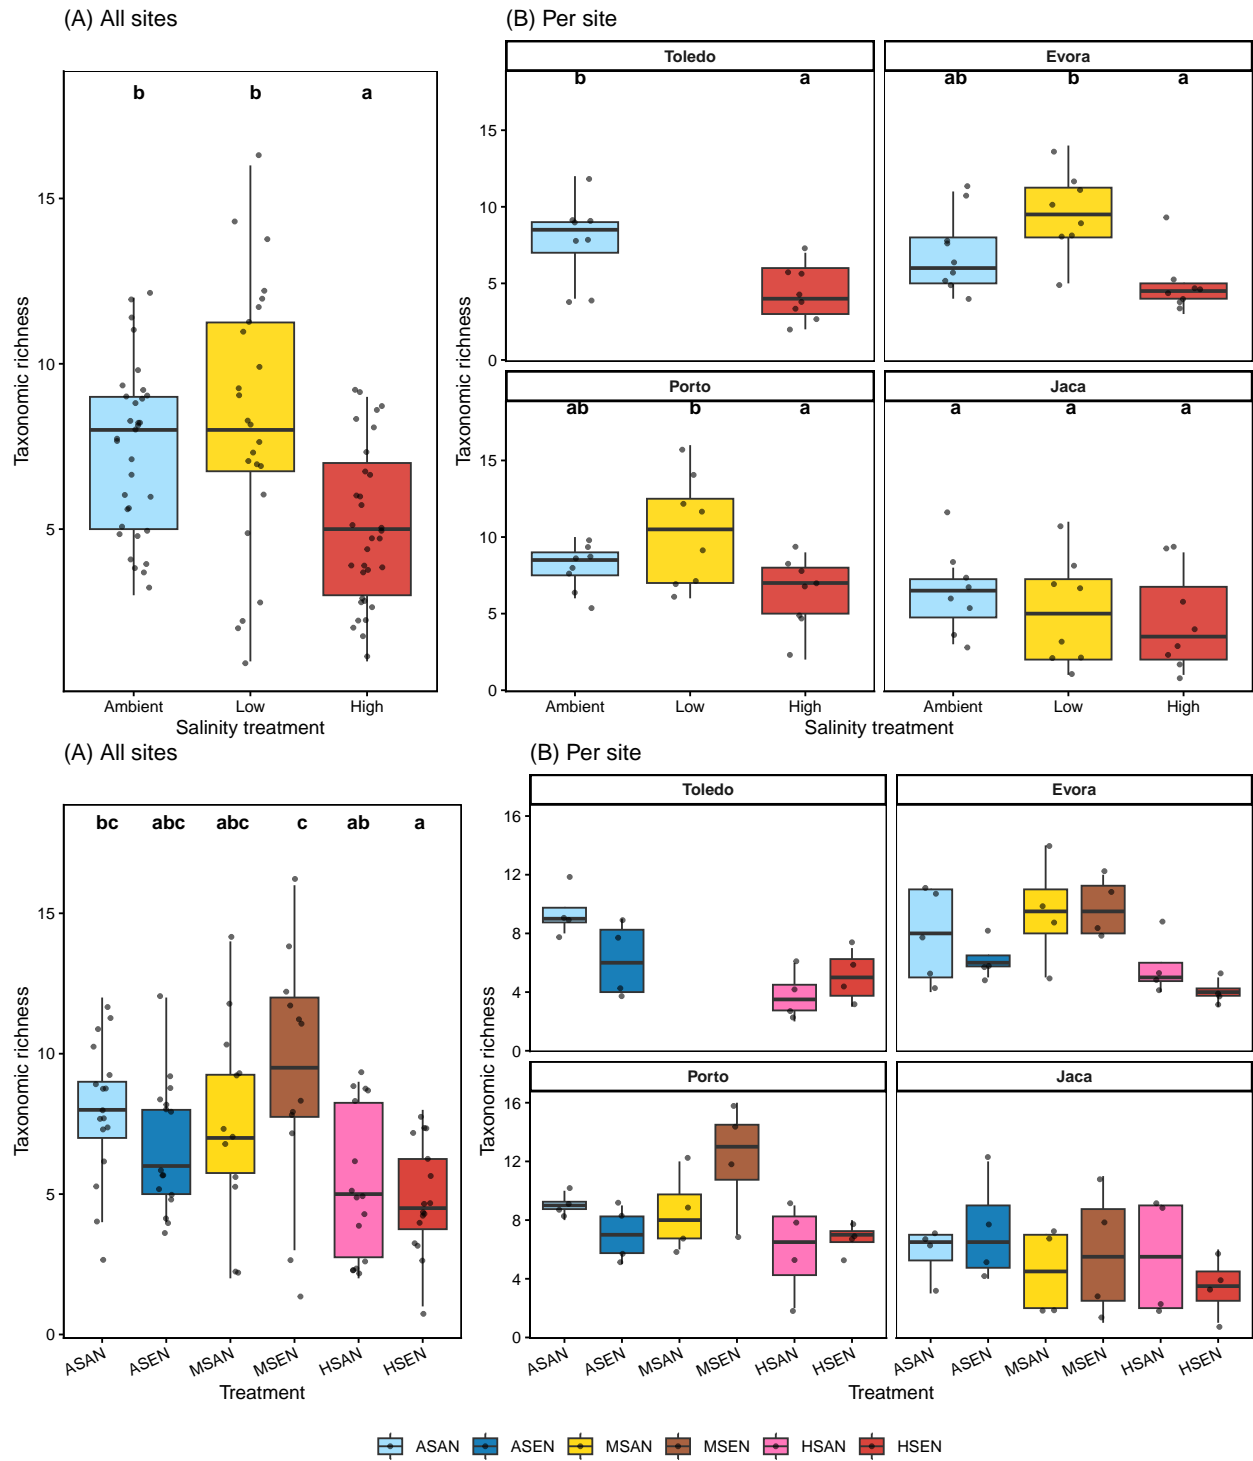 (A) All sites
(B) Per site
Toledo
Evora
b
b
a
b
a
ab
b
a
15
10
5
Taxonomic richness
15
10
5
0
Taxonomic richness
Porto
Jaca
ab
b
a
a
a
a
15
10
5
0
Ambient
Low
High
Salinity treatment
Ambient
Low
High
Ambient
Low
High
Salinity treatment
(A) All sites
(B) Per site
Toledo
Evora
bc
abc
abc
c
ab
a
15
10
5
0
Taxonomic richness
16
12
8
4
0
Taxonomic richness
Porto
Jaca
16
12
8
4
0
ASAN
ASEN
MSAN
MSEN
HSAN
HSEN
Treatment
ASAN
ASEN
MSAN
MSEN
HSAN
HSEN
ASAN
ASEN
MSAN
MSEN
HSAN
HSEN
Treatment
ASAN
ASEN
MSAN
MSEN
HSAN
HSEN